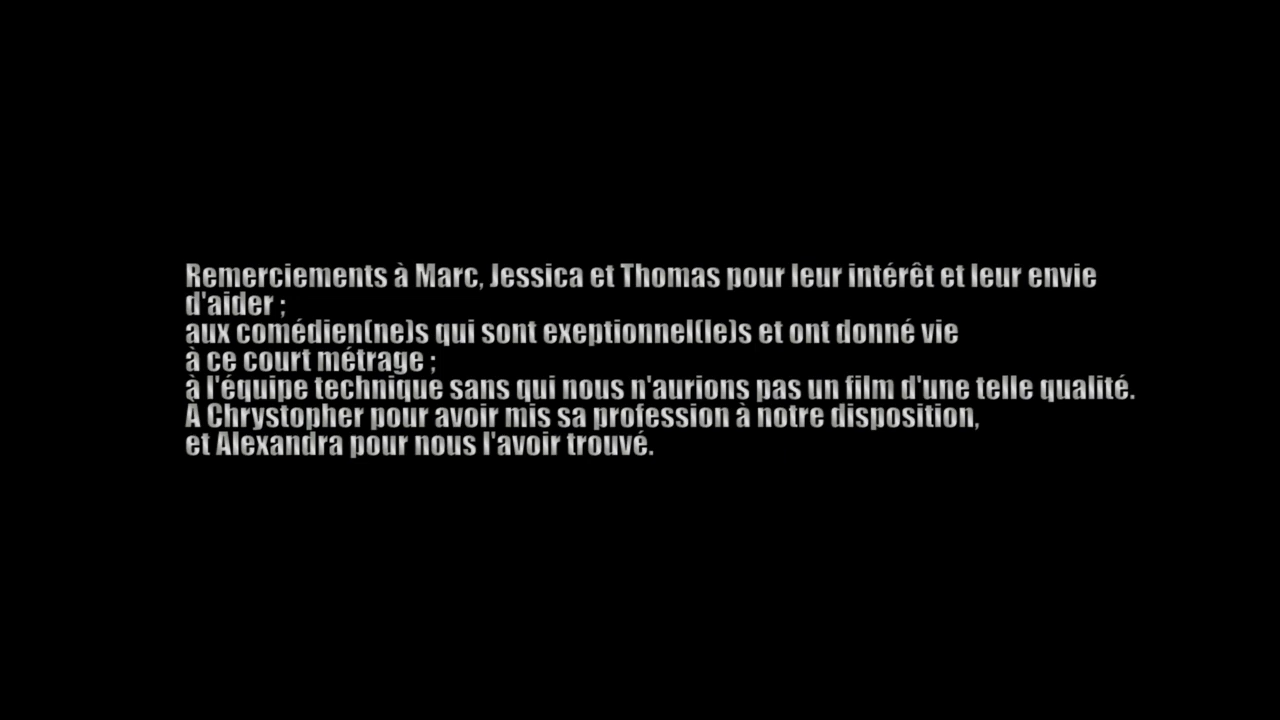 Remerciements à Marc, Jessica et Thomas pour leur intérêt et leur envie
d'aider ;
aux comédien(ne)s qui sont exeptionnel(le)s et ont donné vie
à ce court métrage ;
à l'équipe technique sans qui nous n'aurions pas un film d'une telle qualité.
À Chrystopher pour avoir mis sa profession à notre disposition,
et Alexandra pour nous l'avoir trouvé.